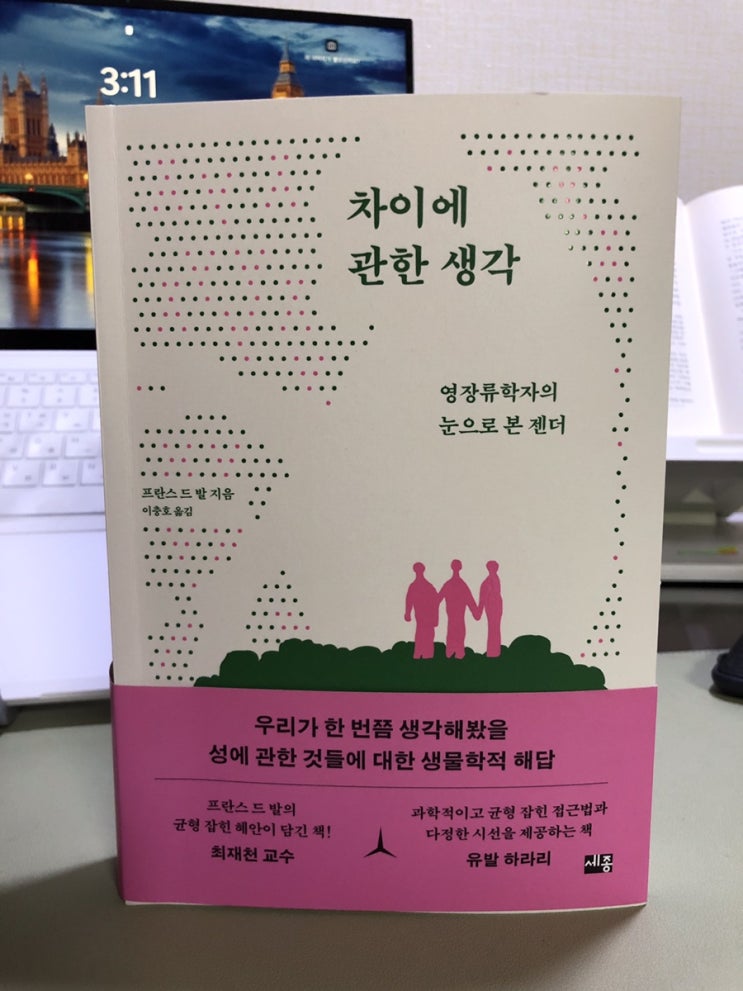 3:11
차이에
관한 생각
영장류학자의
눈으로 본 젠더
프란스 드 발 지음
이충호 옮김
우리가 한 번쯤 생각해봤을
성에 관한 것들에 대한 생물학적 해답
프란스 드 발의
균형 잡힌 혜안이 담긴 책!
최재천 교수
과학적이고 균형 잡힌 접근법과
다정한 시선을 제공하는 책
유발 하라리
세종